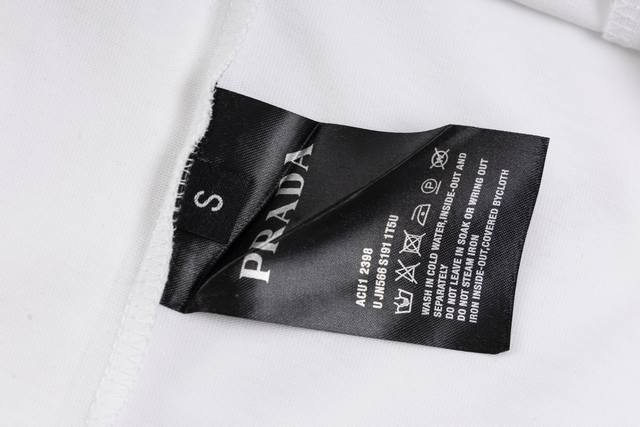 S
PRADA
ACU1 2398
U JN566 S191 1T5U
WASH IN COLD WATER,INSIDE-OUT AND
SEPARATELY
DO NOT LEAVE IN SOAK OR WRING OUT
DO NOT STEAM IRON
IRON INSIDE-OUT,COVERED BYCLOTH